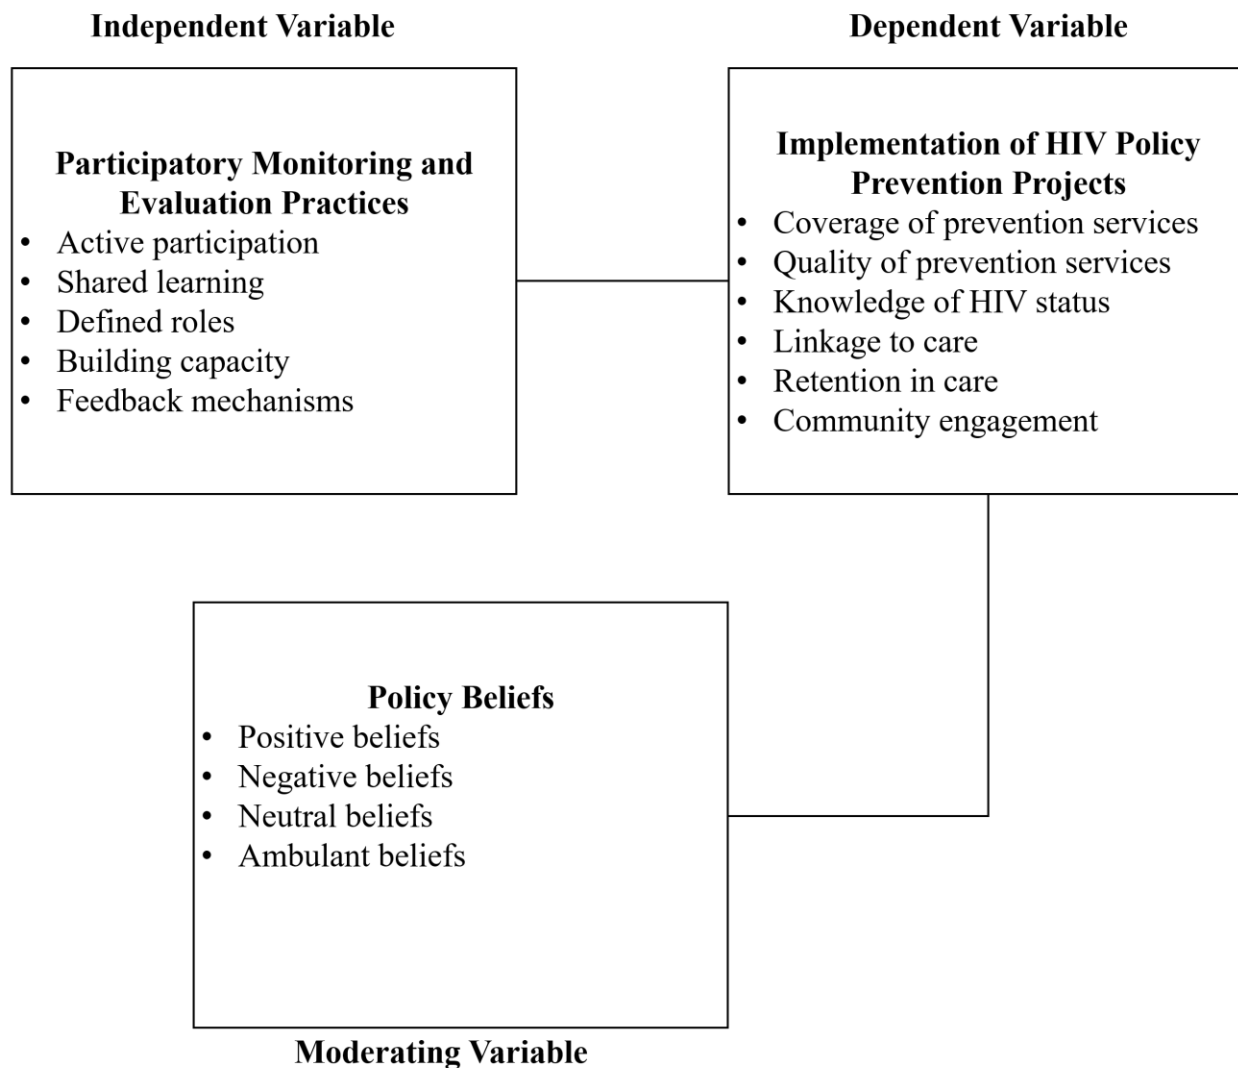 Independent Variable
Participatory Monitoring and
Evaluation Practices
• Active participation
• Shared learning
• Defined roles
• Building capacity
• Feedback mechanisms
Dependent Variable
Implementation of HIV Policy
Prevention Projects
• Coverage of prevention services
• Quality of prevention services
• Knowledge of HIV status
• Linkage to care
• Retention in care
• Community engagement
Policy Beliefs
• Positive beliefs
• Negative beliefs
• Neutral beliefs
• Ambulant beliefs
Moderating Variable